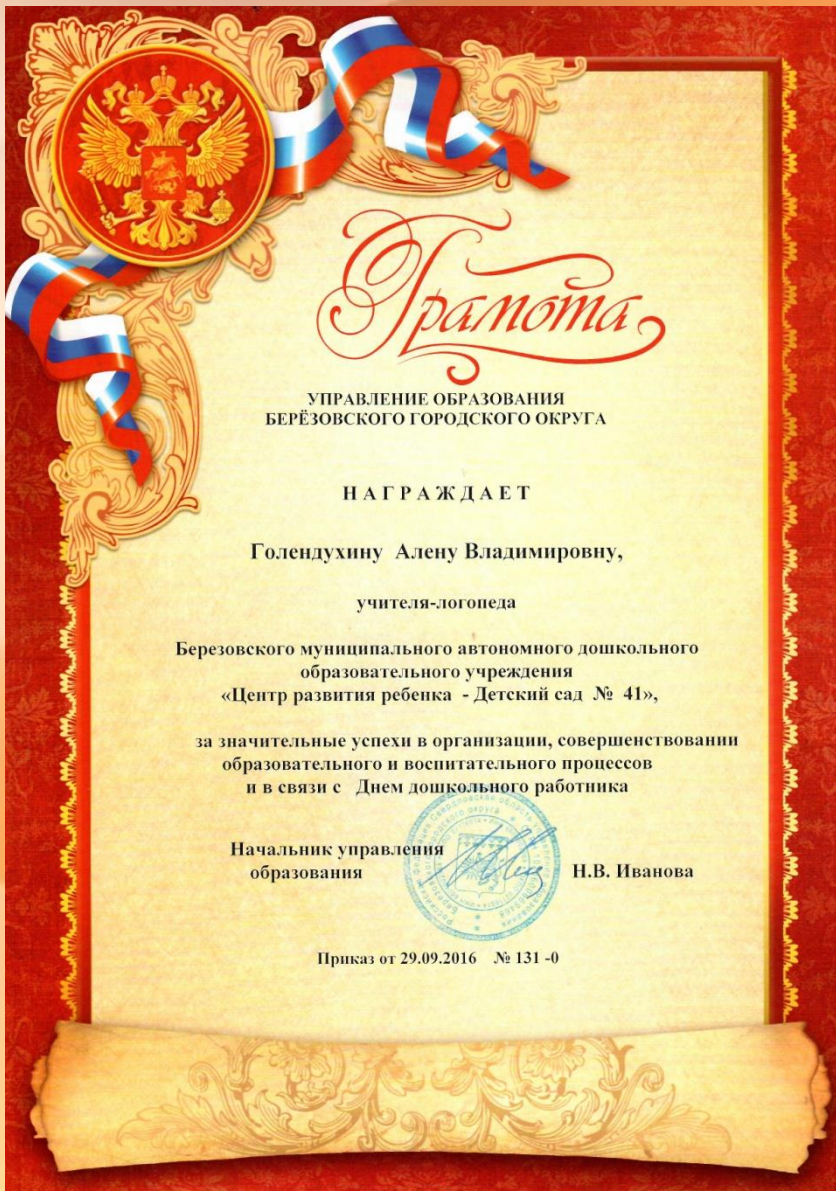 Грамота
УПРАВЛЕНИЕ ОБРАЗОВАНИЯ
БЕРЁЗОВСКОГО ГОРОДСКОГО ОКРУГА
Н А Г Р А Ж Д А Е Т
Голендухину Алену Владимировну,
учителя-логопеда
Березовского муниципального автономного дошкольного
образовательного учреждения
«Центр развития ребенка - Детский сад № 41»,
за значительные успехи в организации, совершенствовании
образовательного и воспитательного процессов
и в связи с Днем дошкольного работника
Начальник управления
образования Н.В. Иванова
Приказ от 29.09.2016 № 131 -0